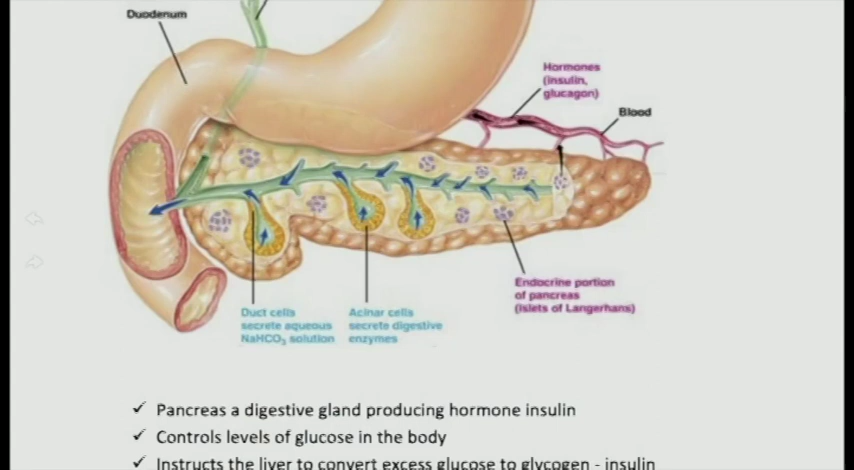 Duodenum
Hormones
(insulin,
glucagon)
Blood
Endocrine portion
of pancreas
(Islets of Langerhans)
Duct cells
secrete aqueous
NaHCO₃ solution
Acinar cells
secrete digestive
enzymes
✓ Pancreas a digestive gland producing hormone insulin
✓ Controls levels of glucose in the body
✓ Instructs the liver to convert excess glucose to glycogen - insulin